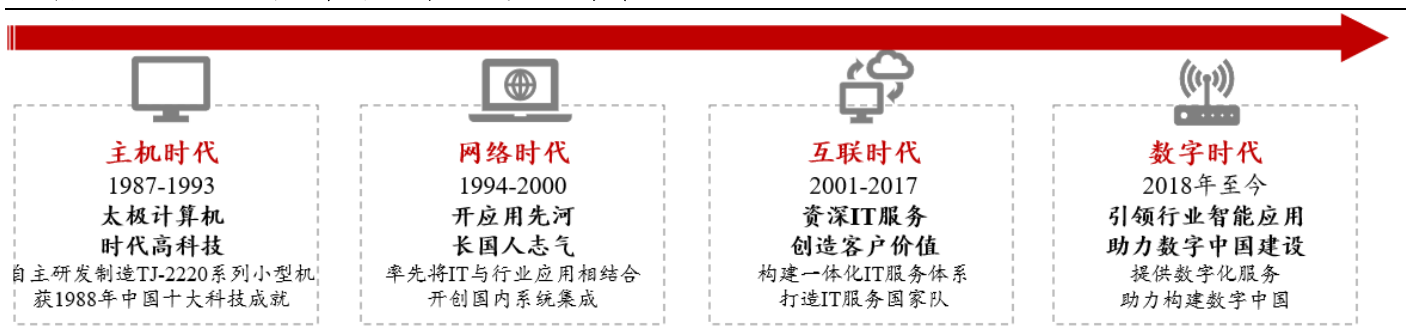 主机时代
1987-1993
太极计算机
时代高科技
自主研发制造TJ-2220系列小型机
获1988年中国十大科技成就
网络时代
1994-2000
开应用先河
长国人志气
率先将IT与行业应用相结合
开创国内系统集成
互联时代
2001-2017
资深IT服务
创造客户价值
构建一体化IT服务体系
打造IT服务国家队
数字时代
2018年至今
引领行业智能应用
助力数字中国建设
提供数字化服务
助力构建数字中国